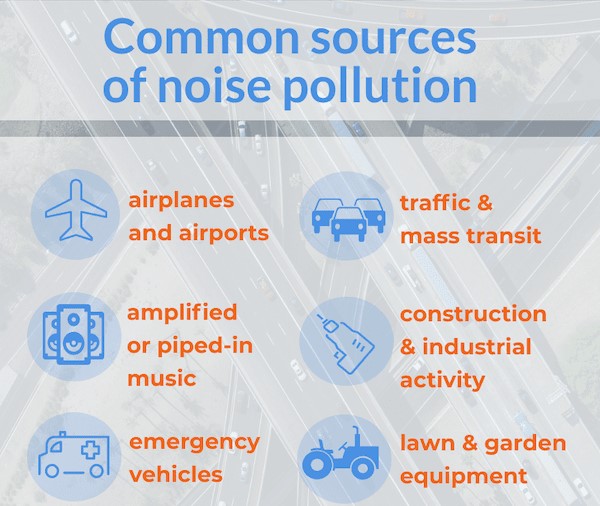 Common sources
of noise pollution
airplanes
and airports
traffic &
mass transit
amplified
or piped-in
music
construction
& industrial
activity
emergency
vehicles
lawn & garden
equipment